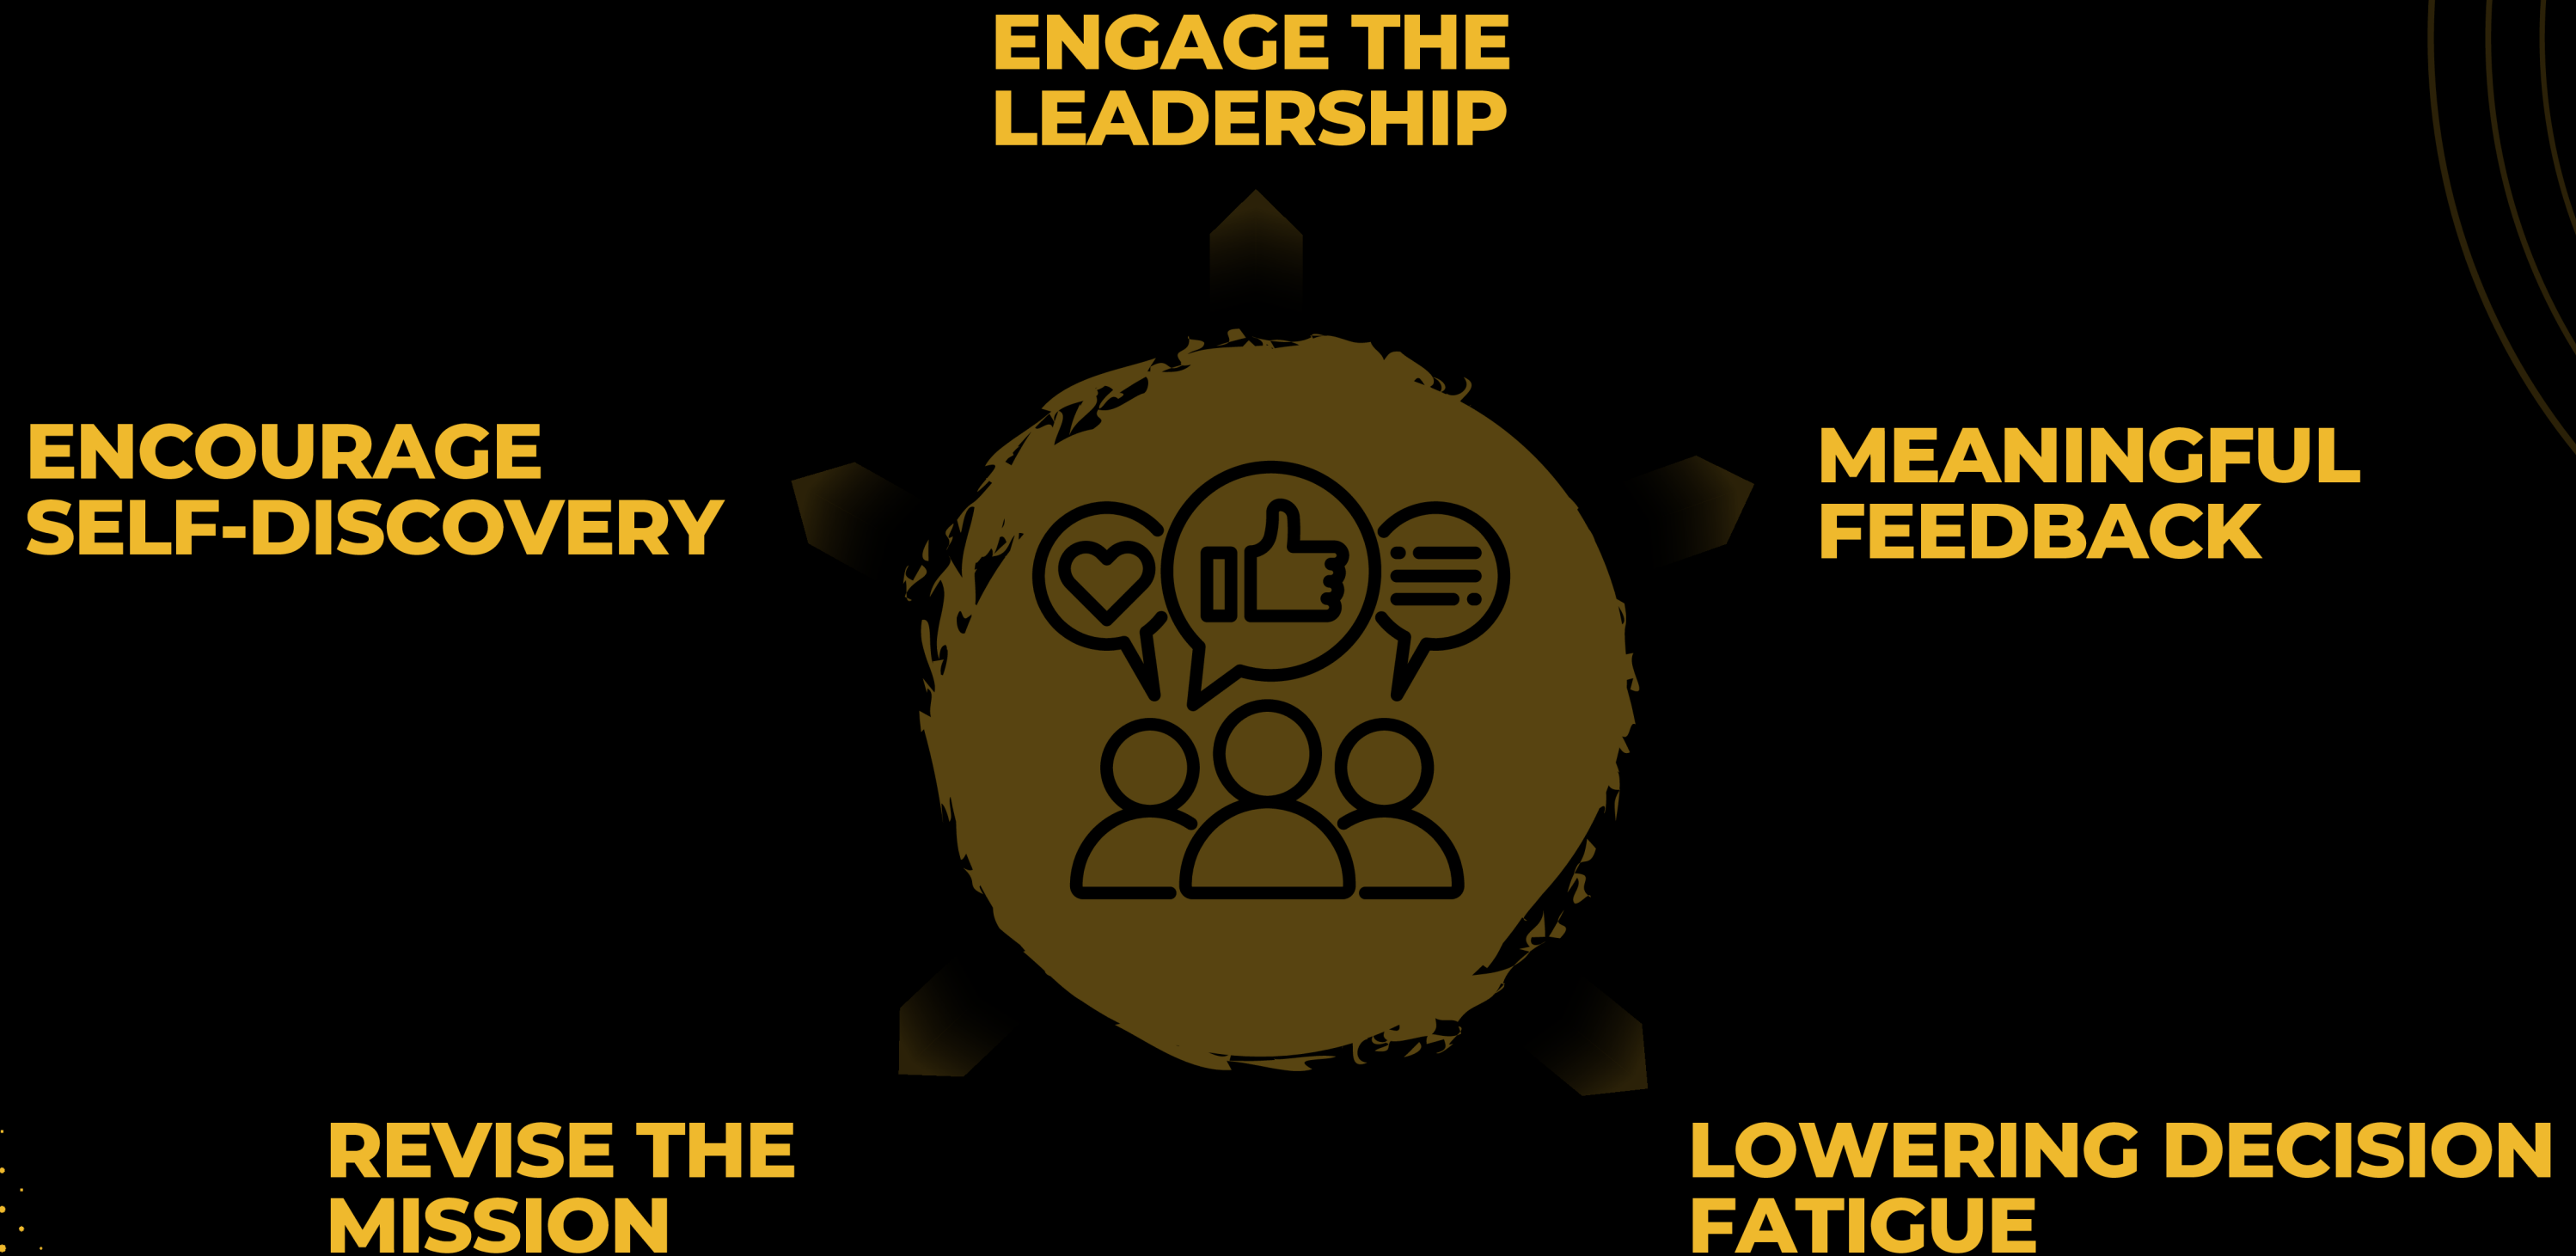 ENGAGE THE
LEADERSHIP
ENCOURAGE
SELF-DISCOVERY
MEANINGFUL
FEEDBACK
REVISE THE
MISSION
LOWERING DECISION
FATIGUE